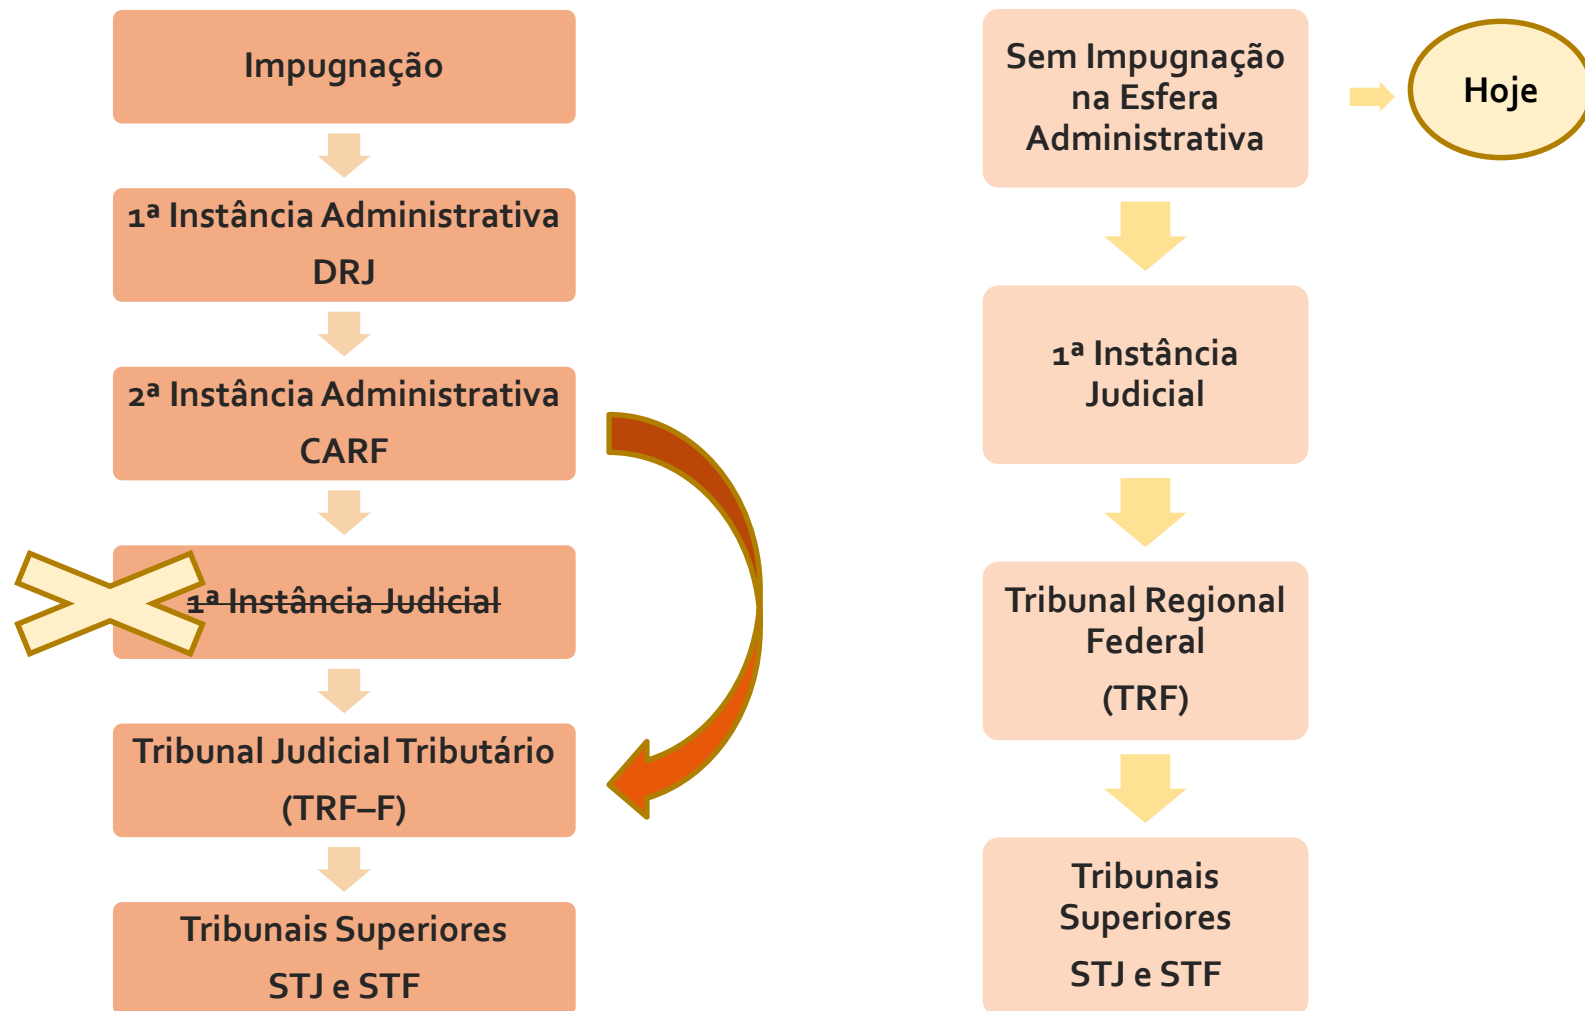 Impugnação
1ª Instância Administrativa
DRJ
2ª Instância Administrativa
CARF
1ª Instância Judicial
Tribunal Judicial Tributário
(TRF–F)
Tribunais Superiores
STJ e STF
Sem Impugnação
na Esfera
Administrativa
Hoje
1ª Instância
Judicial
Tribunal Regional
Federal
(TRF)
Tribunais
Superiores
STJ e STF